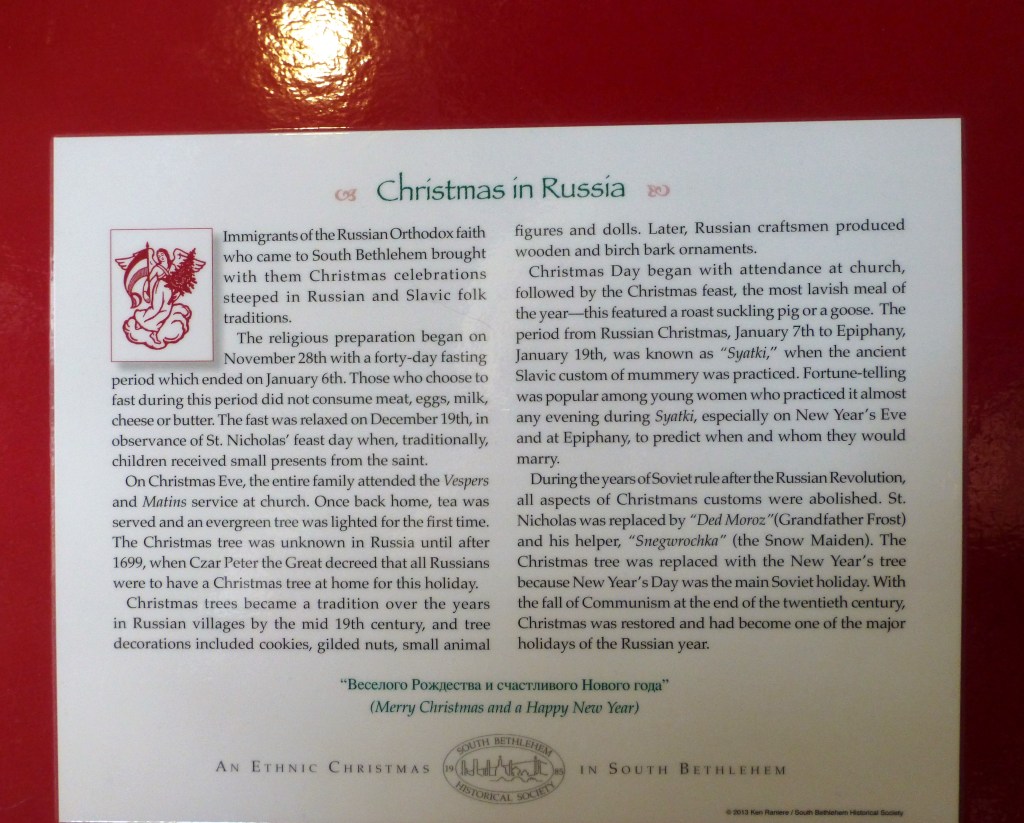 Christmas in Russia
Immigrants of the Russian Orthodox faith
who came to South Bethlehem brought
with them Christmas celebrations
steeped in Russian and Slavic folk
traditions.
The religious preparation began on
November 28th with a forty-day fasting
period which ended on January 6th. Those who choose to
fast during this period did not consume meat, eggs, milk,
cheese or butter. The fast was relaxed on December 19th, in
observance of St. Nicholas' feast day when, traditionally,
children received small presents from the saint.
On Christmas Eve, the entire family attended the Vespers
and Matins service at church. Once back home, tea was
served and an evergreen tree was lighted for the first time.
The Christmas tree was unknown in Russia until after
1699, when Czar Peter the Great decreed that all Russians
were to have a Christmas tree at home for this holiday.
Christmas trees became a tradition over the years
in Russian villages by the mid 19th century, and tree
decorations included cookies, gilded nuts, small animal
figures and dolls. Later, Russian craftsmen produced
wooden and birch bark ornaments.
Christmas Day began with attendance at church,
followed by the Christmas feast, the most lavish meal of
the year—this featured a roast suckling pig or a goose. The
period from Russian Christmas, January 7th to Epiphany,
January 19th, was known as "Syatki," when the ancient
Slavic custom of mummery was practiced. Fortune-telling
was popular among young women who practiced it almost
any evening during Syatki, especially on New Year's Eve
and at Epiphany, to predict when and whom they would
marry.
During the years of Soviet rule after the Russian Revolution,
all aspects of Christmans customs were abolished. St.
Nicholas was replaced by "Ded Moroz"(Grandfather Frost)
and his helper, "Snegwrochka" (the Snow Maiden). The
Christmas tree was replaced with the New Year's tree
because New Year's Day was the main Soviet holiday. With
the fall of Communism at the end of the twentieth century,
Christmas was restored and had become one of the major
holidays of the Russian year.
"Веселого Рождества и счастливого Нового года"
(Merry Christmas and a Happy New Year)
AN ETHNIC CHRISTMAS
SOUTH BETHLEHEM
19 85
HISTORICAL SOCIETY
IN SOUTH BETHLEHEM
© 2013 Ken Raniere / South Bethlehem Historical Society